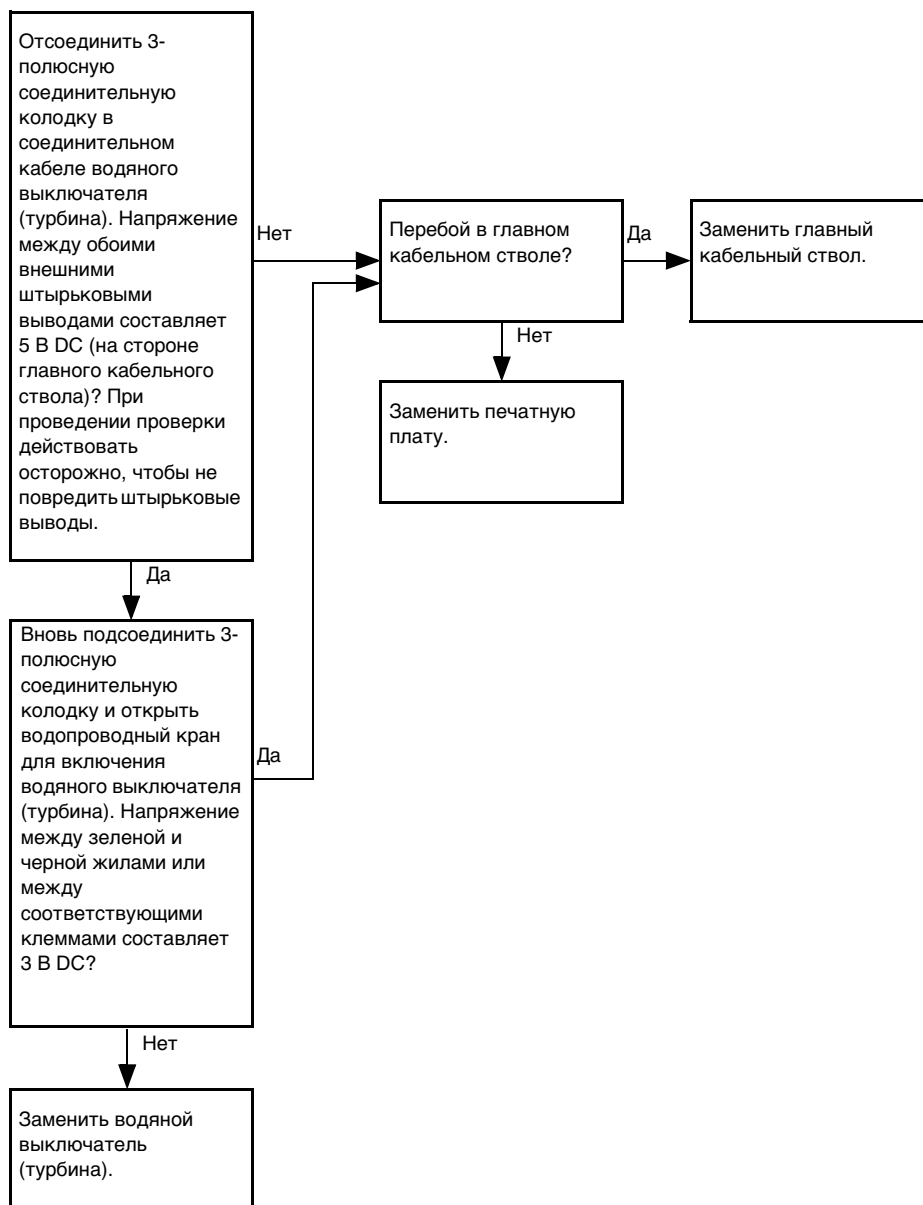 Отсоединить 3-
полюсную
соединительную
колодку в
соединительном
кабеле водяного
выключателя
(турбина). Напряжение
между обоими
внешними
штырьковыми
выводами составляет
5 В DC (на стороне
главного кабельного
ствола)? При
проведении проверки
действовать
осторожно, чтобы не
повредить штырьковые
выводы.
Нет
Перебой в главном
кабельном стволе?
Да
Заменить главный
кабельный ствол.
Нет
Заменить печатную
плату.
Да
Вновь подсоединить 3-
полюсную
соединительную
колодку и открыть
водопроводный кран
для включения
водяного выключателя
(турбина). Напряжение
между зеленой и
черной жилами или
между
соответствующими
клеммами составляет
3 В DC?
Да
Нет
Заменить водяной
выключатель
(турбина).